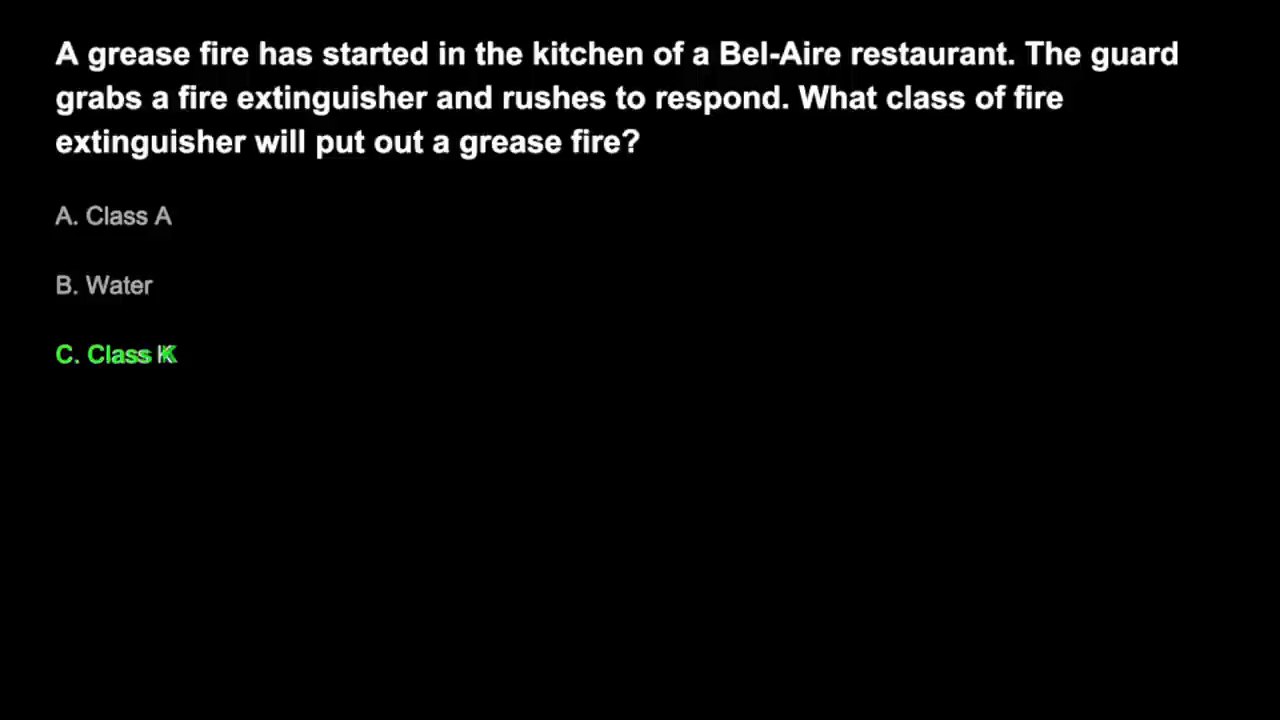 A grease fire has started in the kitchen of a Bel-Aire restaurant. The guard
grabs a fire extinguisher and rushes to respond. What class of fire
extinguisher will put out a grease fire?
A. Class A
B. Water
C. Class K